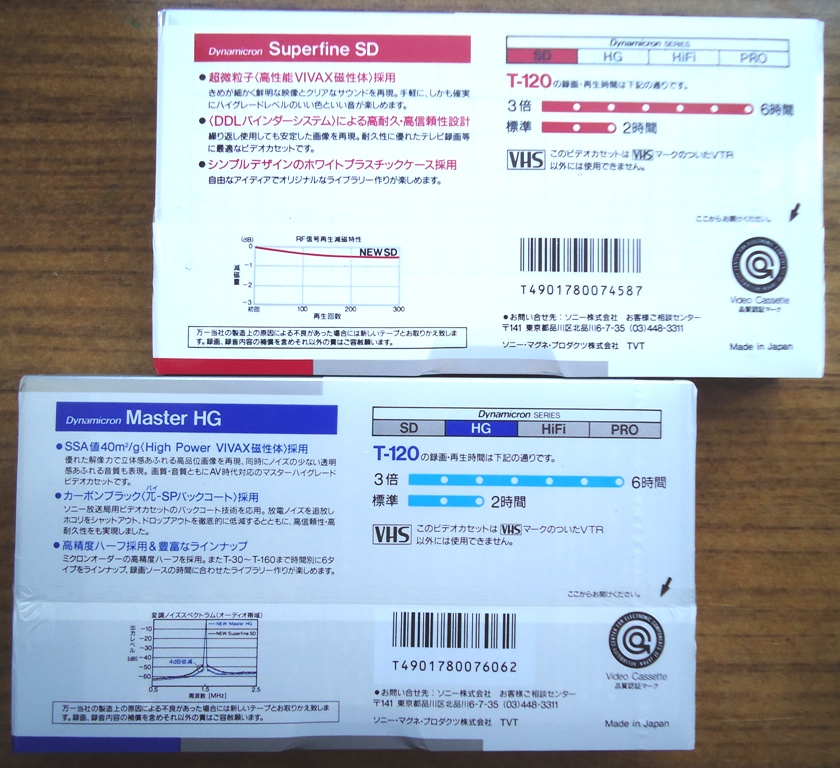 Dynamicron Superfine SD
●超微粒子〈高性能VIVAX磁性体〉採用
きめが細かく鮮明な映像とクリアなサウンドを再現。手軽に、しかも確実
にハイグレードレベルのいい色といい音が楽しめます。
●〈DDLバインダーシステム〉による高耐久・高信頼性設計
繰り返し使用しても安定した画像を再現。耐久性に優れたテレビ録画等
に最適なビデオカセットです。
●シンプルデザインのホワイトプラスチックケース採用
自由なアイディアでオリジナルなライブラリー作りが楽しめます。
RF信号再生減磁特性
(dB)
0
-1
-2
-3
減磁量
NEW SD
初回 100 200 300
再生回数
万一当社の製造上の原因による不良があった場合には新しいテープとお取りかえ致しま
す。録画、録音内容の補償を含めそれ以外の責はご容赦願います。
Dynamicron SERIES
SD HG HiFi PRO
T-120の録画・再生時間は下記の通りです。
3倍 6時間
標準 2時間
VHS このビデオカセットは VHS マークのついたVTR
以外には使用できません。
ここからお開けください。
T4901780074587
Video Cassette
品質認証マーク
●お問い合せ先:ソニー株式会社 お客様ご相談センター
〒141 東京都品川区北品川6-7-35 (03)448-3311
ソニー・マグネ・プロダクツ株式会社 TVT
Made in Japan
Dynamicron Master HG
●SSA値40m²/g〈High Power VIVAX磁性体〉採用
優れた解像力で立体感あふれる高品位画像を再現、同時にノイズの少ない透明
感あふれる音質も表現。画質・音質ともにAV時代対応のマスターハイグレード
ビデオカセットです。
●カーボンブラック〈π-SPバックコート〉採用
パイ
ソニー放送局用ビデオカセットのバックコート技術を応用。放電ノイズを追放し
ホコリをシャットアウト、ドロップアウトを徹底的に低減するとともに、高信頼性・高
耐久性をも実現しました。
●高精度ハーフ採用&豊富なラインナップ
ミクロンオーダーの高精度ハーフを採用。またT-30〜T-160まで時間別に6タ
イプをラインナップ、録画ソースの時間に合わせたライブラリー作りが楽しめます。
変調ノイズスペクトラム(オーディオ帯域)
出力レベル(dB)
-10
-20
-30
-40
-50
-60
NEW Master HG
NEW Superfine SD
4dB低減
0.5 1.5 2.5
周波数 [MHz]
万一当社の製造上の原因による不良があった場合には新しいテープとお取りかえ致しま
す。録画、録音内容の補償を含めそれ以外の責はご容赦願います。
Dynamicron SERIES
SD HG HiFi PRO
T-120の録画・再生時間は下記の通りです。
3倍 6時間
標準 2時間
VHS このビデオカセットは VHS マークのついたVTR
以外には使用できません。
ここからお開けください。
T4901780076062
Video Cassette
品質認証マーク
●お問い合せ先:ソニー株式会社 お客様ご相談センター
〒141 東京都品川区北品川6-7-35 (03)448-3311
ソニー・マグネ・プロダクツ株式会社 TVT
Made in Japan